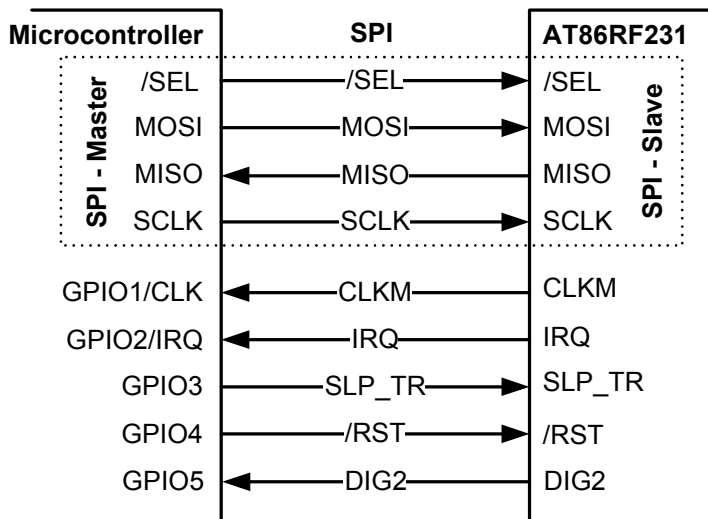 Microcontroller SPI AT86RF231
SPI - Master
SPI - Slave
/SEL /SEL /SEL
MOSI MOSI MOSI
MISO MISO MISO
SCLK SCLK SCLK
GPIO1/CLK CLKM CLKM
GPIO2/IRQ IRQ IRQ
GPIO3 SLP_TR SLP_TR
GPIO4 /RST /RST
GPIO5 DIG2 DIG2